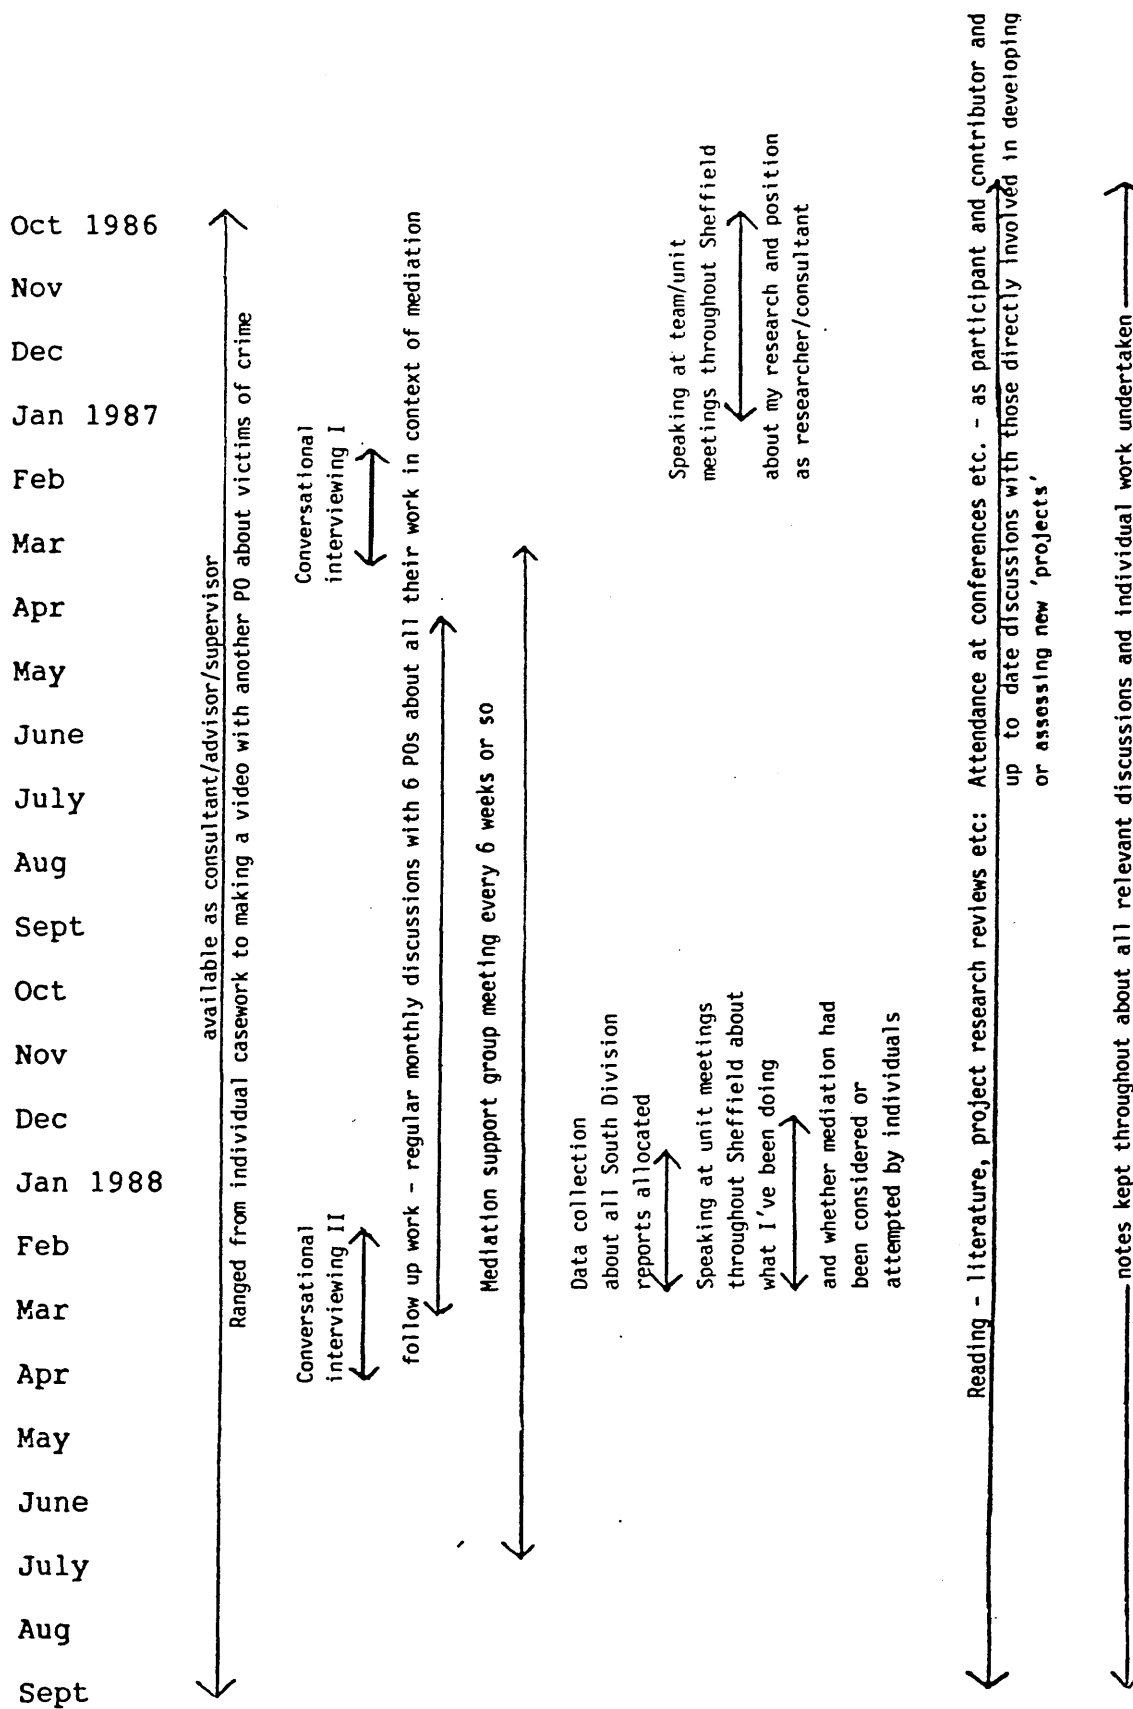 Oct 1986
Nov
Dec
Jan 1987
Feb
Mar
Apr
May
June
July
Aug
Sept
Oct
Nov
Dec
Jan 1988
Feb
Mar
Apr
May
June
July
Aug
Sept
available as consultant/advisor/supervisor
Ranged from individual casework to making a video with another PO about victims of crime
Conversational
interviewing I
Conversational
interviewing II
follow up work - regular monthly discussions with 6 POs about all their work in context of mediation
Mediation support group meeting every 6 weeks or so
Data collection
about all South Division
reports allocated
Speaking at team/unit
meetings throughout Sheffield
about my research and position
as researcher/consultant
Speaking at unit meetings
throughout Sheffield about
what I've been doing
and whether mediation had
been considered or
attempted by individuals
Reading - literature, project research reviews etc: Attendance at conferences etc. - as participant and contributor and
up to date discussions with those directly involved in developing
or assessing new 'projects'
notes kept throughout about all relevant discussions and individual work undertaken